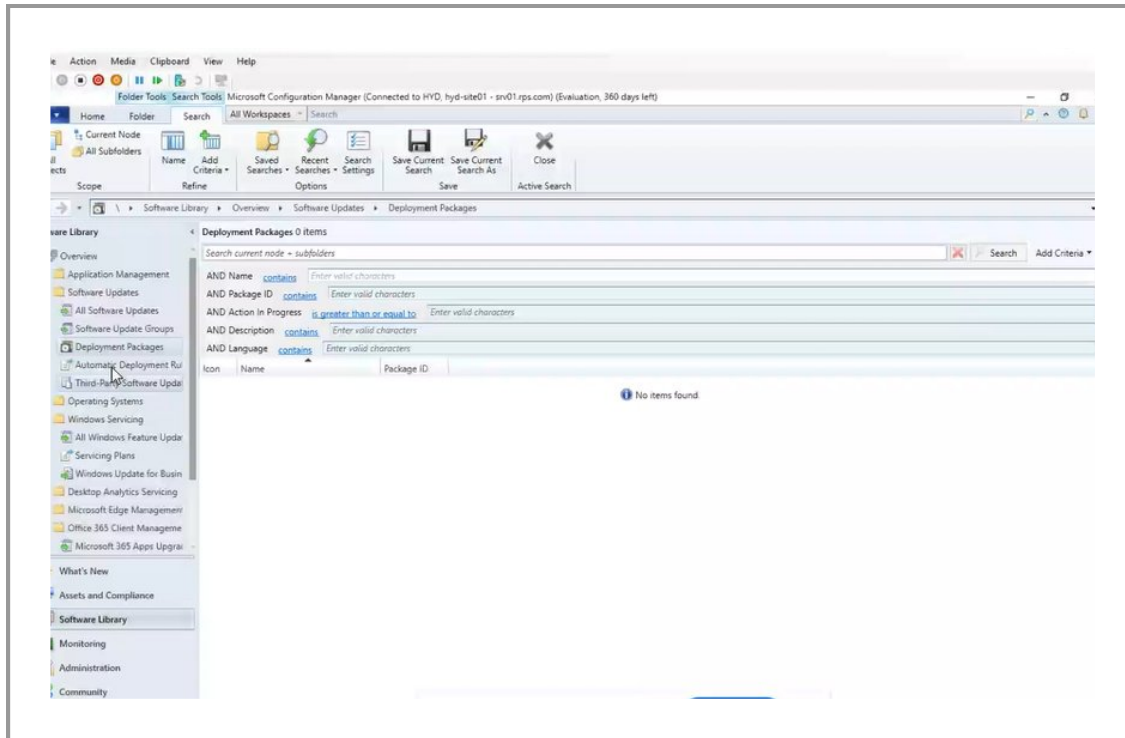 Action Media Clipboard View Help
Folder Tools Search Tools Microsoft Configuration Manager (Connected to HYD, hyd-site01 - srv01.rps.com) (Evaluation, 360 days left)
Home Folder Search All Workspaces Search
Current Node
All Subfolders
Name Add Criteria Saved Searches Recent Searches Search Settings Save Current Search Save Current Search As Close
Scope Refine Options Save Active Search
\ Software Library Overview Software Updates Deployment Packages
ware Library
Overview
Application Management
Software Updates
All Software Updates
Software Update Groups
Deployment Packages
Automatic Deployment Rul
Third-Party Software Updat
Operating Systems
Windows Servicing
All Windows Feature Updat
Servicing Plans
Windows Update for Busin
Desktop Analytics Servicing
Microsoft Edge Management
Office 365 Client Manageme
Microsoft 365 Apps Upgrad
What's New
Assets and Compliance
Software Library
Monitoring
Administration
Community
Deployment Packages 0 items
Search current node + subfolders Search Add Criteria
AND Name contains Enter valid characters
AND Package ID contains Enter valid characters
AND Action In Progress is greater than or equal to Enter valid characters
AND Description contains Enter valid characters
AND Language contains Enter valid characters
Icon Name Package ID
No items found